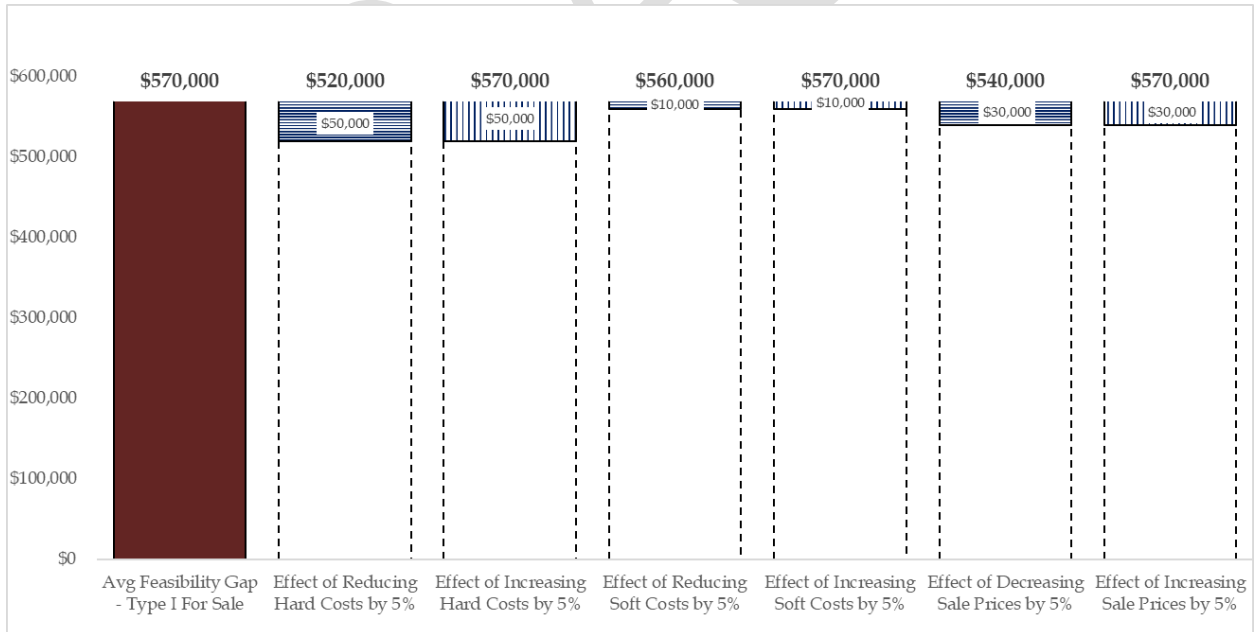 $600,000
$500,000
$400,000
$300,000
$200,000
$100,000
$0
$570,000
$520,000
$570,000
$560,000
$570,000
$540,000
$570,000
$50,000
$50,000
$10,000
$10,000
$30,000
$30,000
Avg Feasibility Gap
- Type I For Sale
Effect of Reducing
Hard Costs by 5%
Effect of Increasing
Hard Costs by 5%
Effect of Reducing
Soft Costs by 5%
Effect of Increasing
Soft Costs by 5%
Effect of Decreasing
Sale Prices by 5%
Effect of Increasing
Sale Prices by 5%